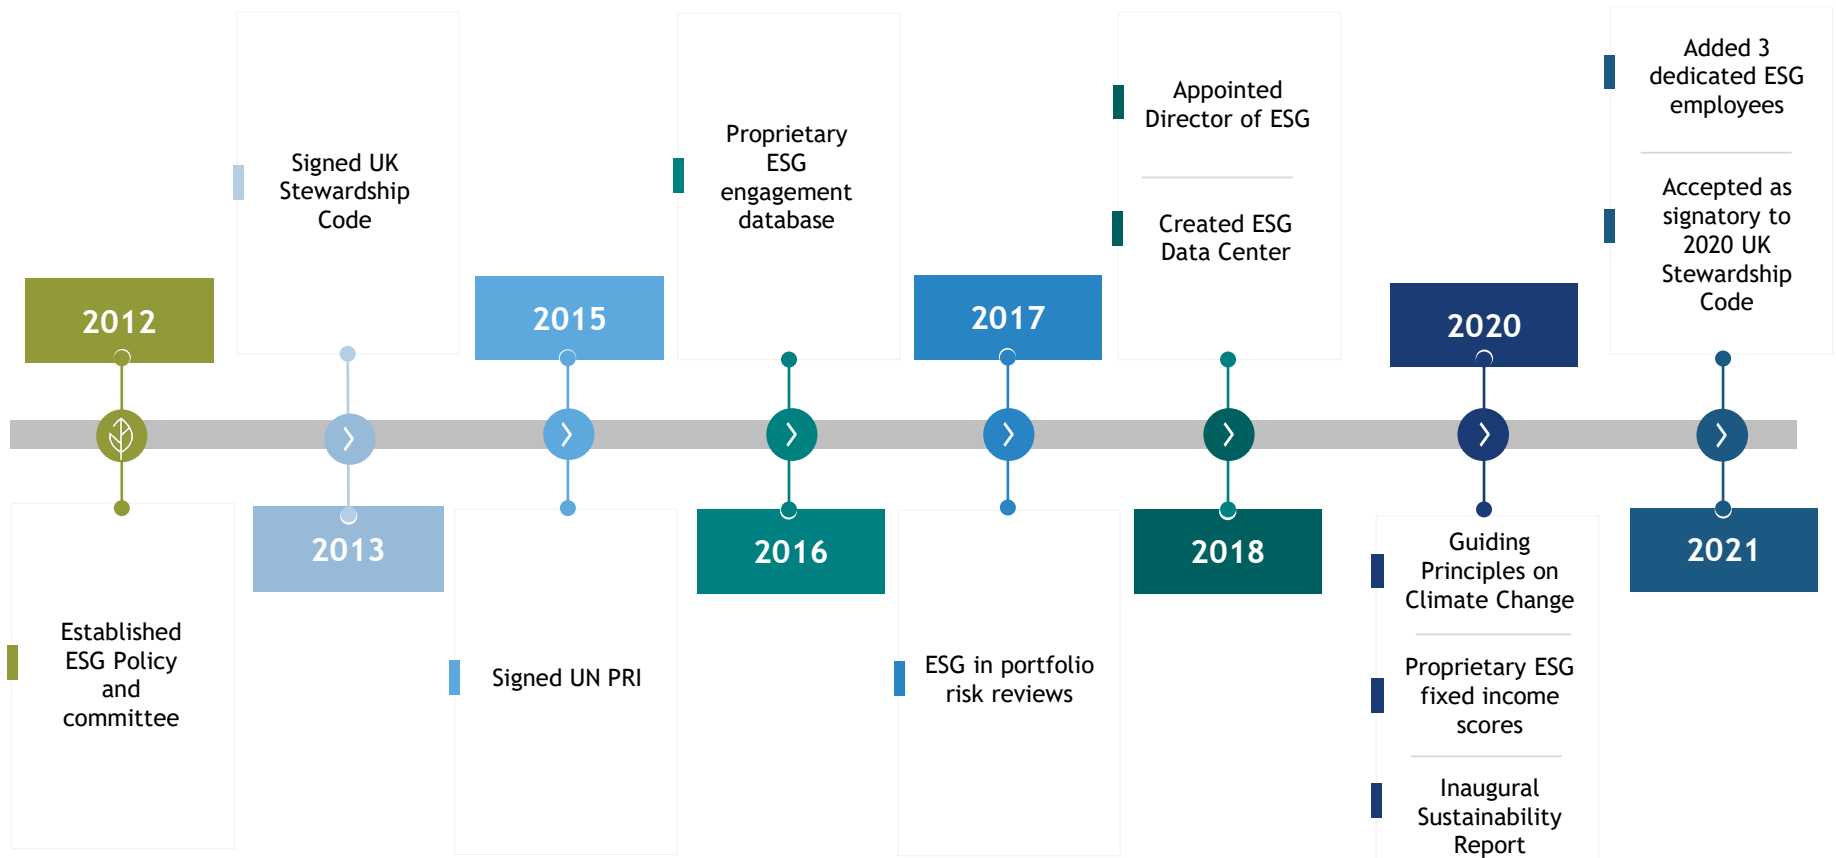 2012
Established
ESG Policy
and
committee
Signed UK
Stewardship
Code
2013
2015
Signed UN PRI
Proprietary
ESG
engagement
database
2016
2017
ESG in portfolio
risk reviews
Appointed
Director of ESG
Created ESG
Data Center
2018
2020
Guiding
Principles on
Climate Change
Proprietary ESG
fixed income
scores
Inaugural
Sustainability
Report
Added 3
dedicated ESG
employees
Accepted as
signatory to
2020 UK
Stewardship
Code
2021